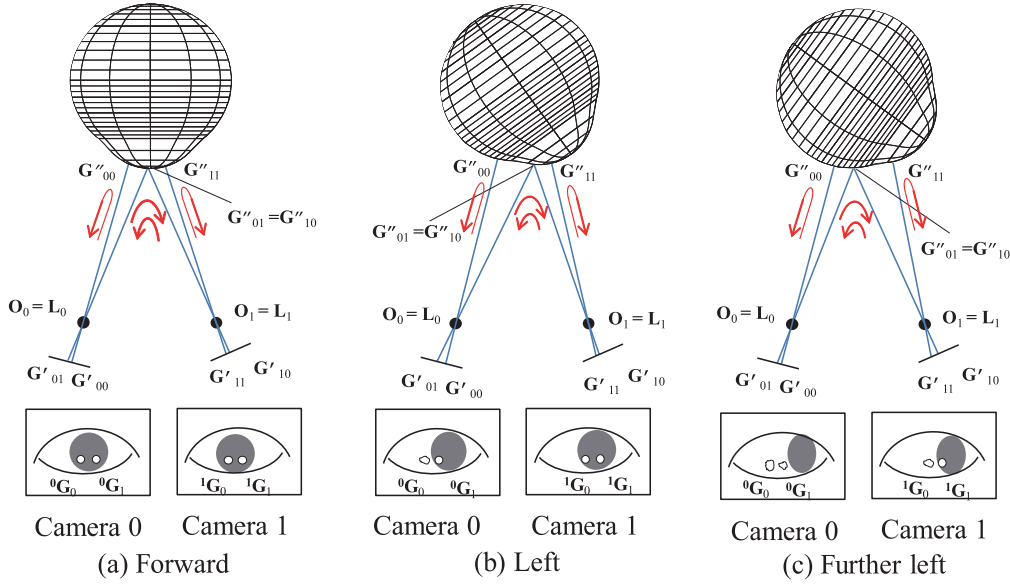 G″00 G″11
G″01 = G″10
O0 = L0 O1 = L1
G′01 G′00 G′11 G′10
0G0 0G1 1G0 1G1
Camera 0 Camera 1
(a) Forward
G″00 G″11
G″01 = G″10
O0 = L0 O1 = L1
G′01 G′00 G′11 G′10
0G0 0G1 1G0 1G1
Camera 0 Camera 1
(b) Left
G″00 G″11
G″01 = G″10
O0 = L0 O1 = L1
G′01 G′00 G′11 G′10
0G0 0G1 1G0 1G1
Camera 0 Camera 1
(c) Further left